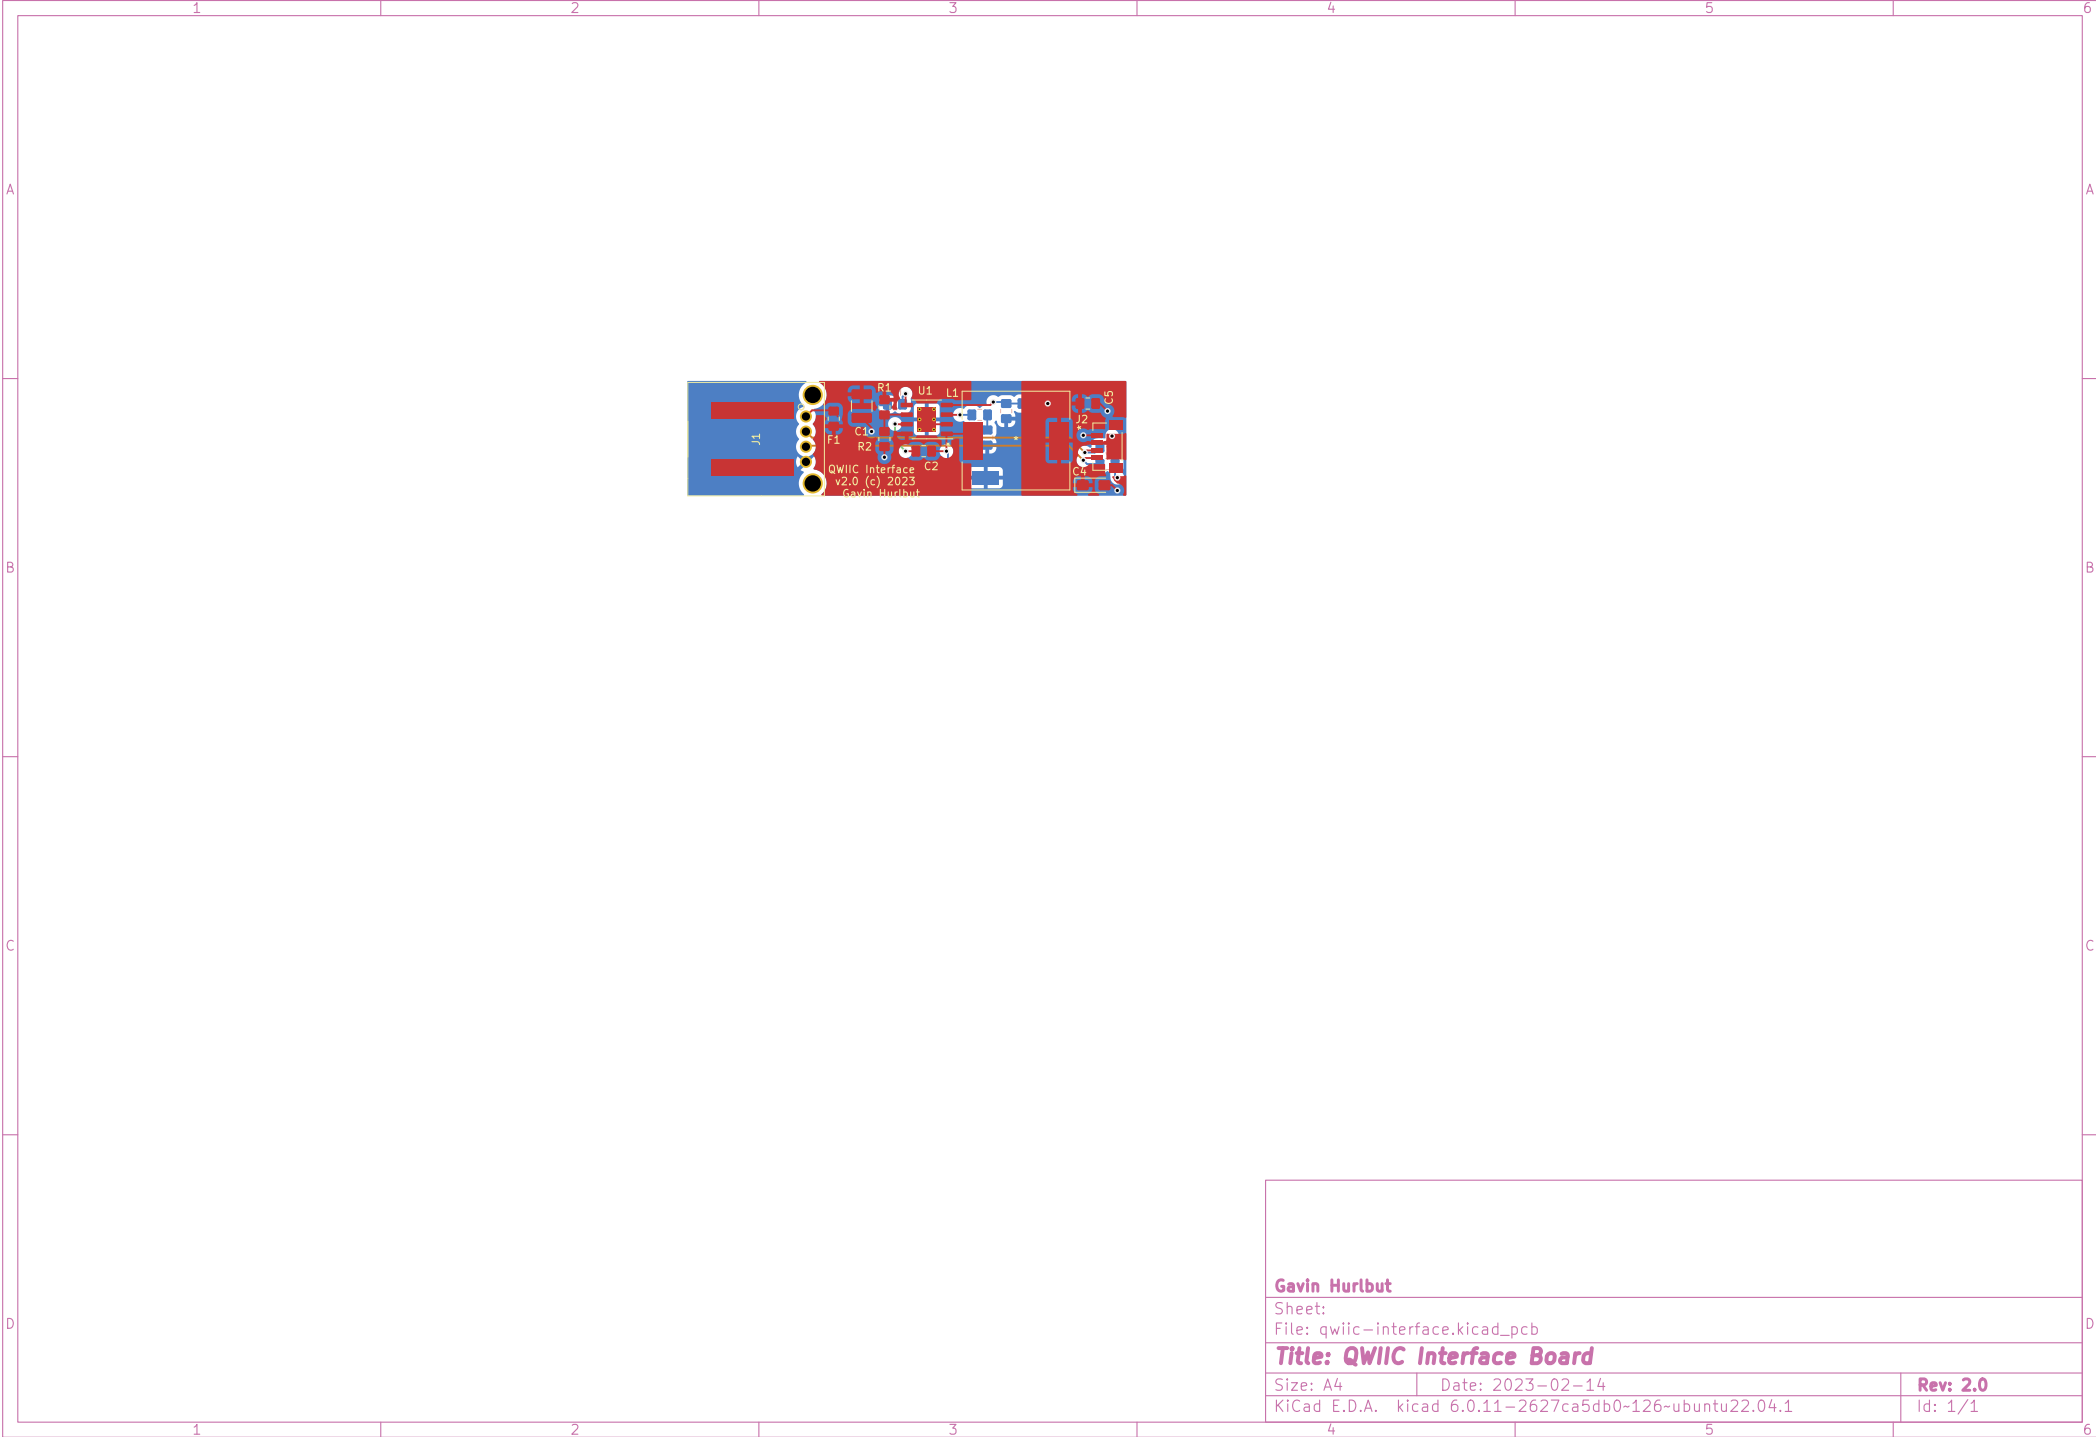 1 2 3 4 5 6
A A
R1 U1 L1 C5
J1 F1 C1 J2
R2 C2 C4
QWIIC Interface
v2.0 (c) 2023
Gavin Hurlbut
B B
C C
Gavin Hurlbut
Sheet:
File: qwiic-interface.kicad_pcb
D D
Title: QWIIC Interface Board
Size: A4 Date: 2023-02-14 Rev: 2.0
KiCad E.D.A. kicad 6.0.11-2627ca5db0~126~ubuntu22.04.1 Id: 1/1
1 2 3 4 5 6